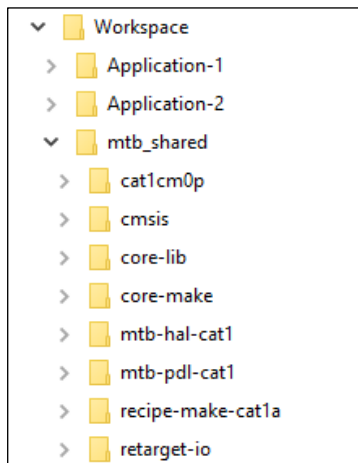 Workspace
Application-1
Application-2
mtb_shared
cat1cm0p
cmsis
core-lib
core-make
mtb-hal-cat1
mtb-pdl-cat1
recipe-make-cat1a
retarget-io